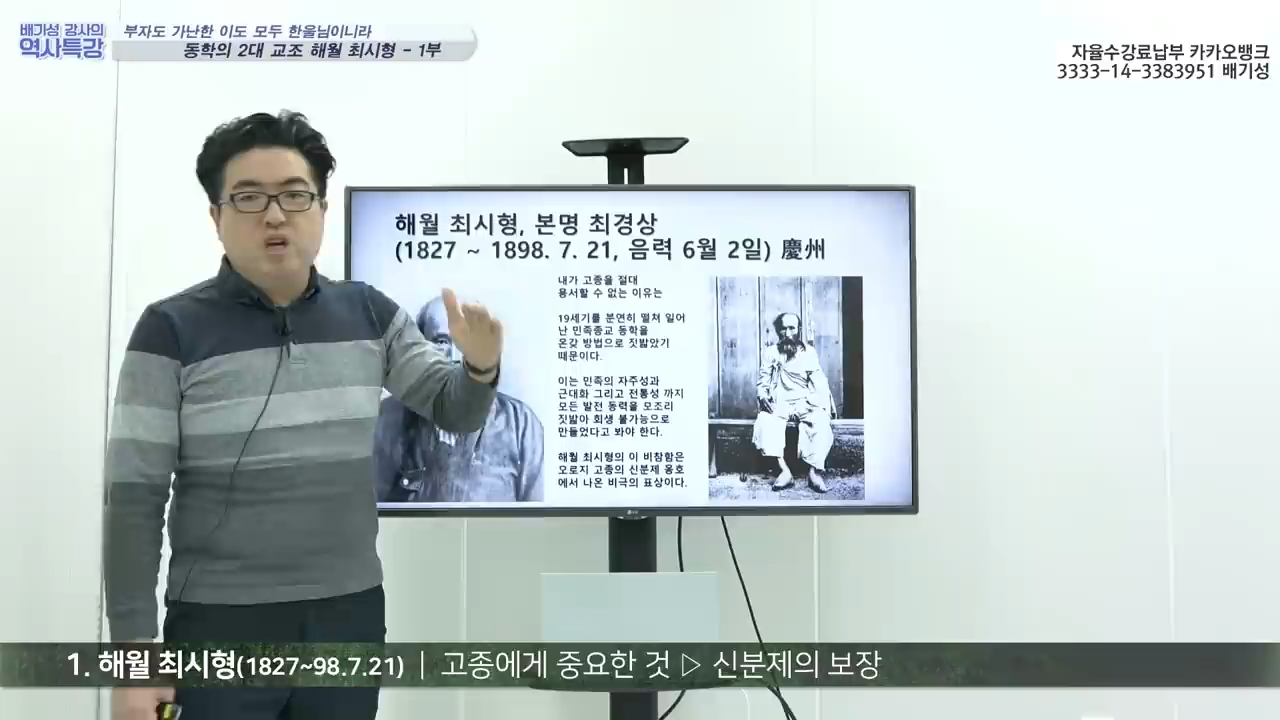 배기성 강사의
역사특강
부자도 가난한 이도 모두 한울님이니라
동학의 2대 교조 해월 최시형 - 1부
자율수강료납부 카카오뱅크
3333-14-3383951 배기성
해월 최시형, 본명 최경상
(1827 ~ 1898. 7. 21, 음력 6월 2일) 慶州
내가 고종을 절대
용서할 수 없는 이유는
19세기를 분연히 떨쳐 일어
난 민족종교 동학을
온갖 방법으로 짓밟았기
때문이다.
이는 민족의 자주성과
근대화 그리고 전통성 까지
모든 발전 동력을 모조리
짓밟아 회생 불가능으로
만들었다고 봐야 한다.
해월 최시형의 이 비참함은
오로지 고종의 신분제 옹호
에서 나온 비극의 표상이다.
LG
1. 해월 최시형(1827~98.7.21) | 고종에게 중요한 것 ▷ 신분제의 보장